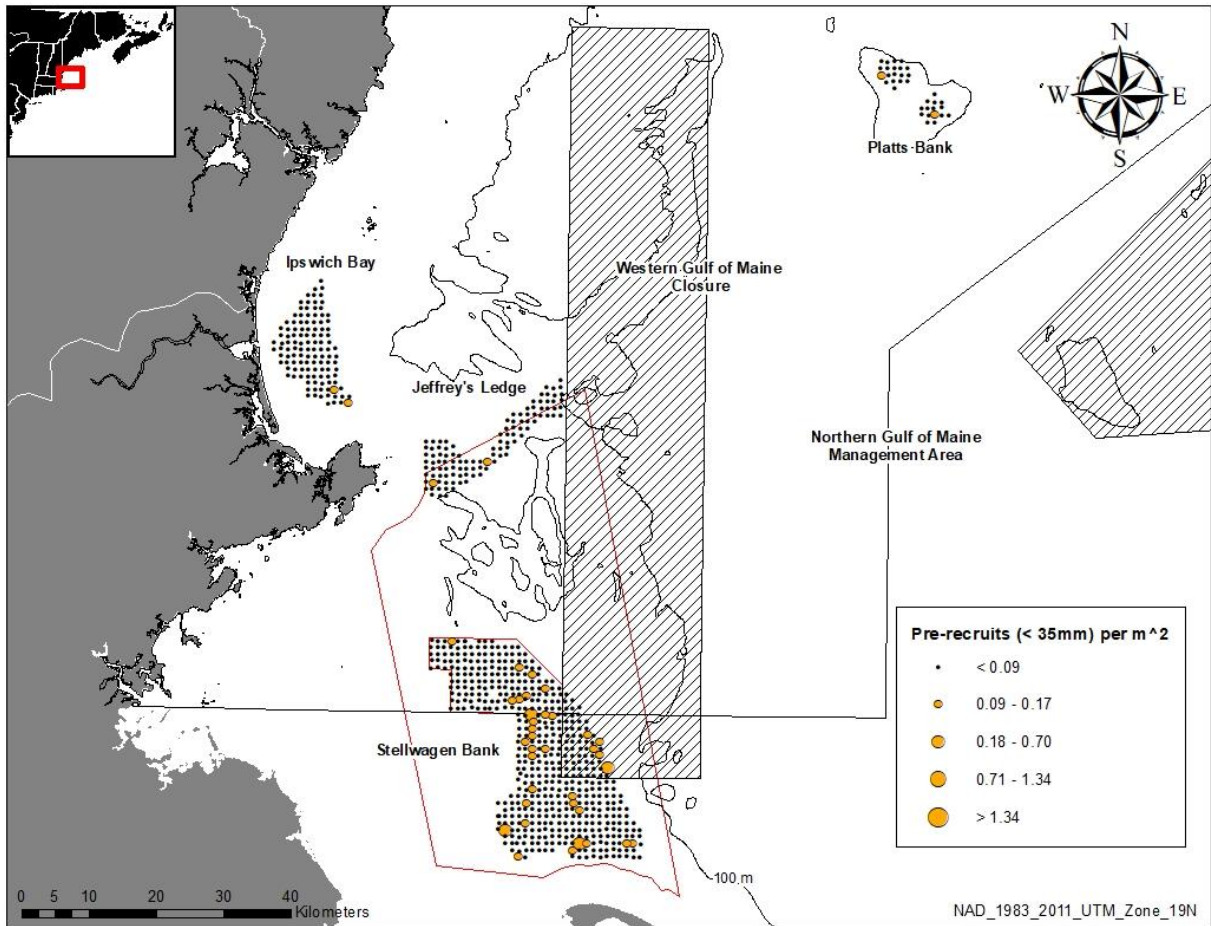 N
W
E
S
Platts Bank
Ipswich Bay
Western Gulf of Maine
Closure
Jeffrey's Ledge
Northern Gulf of Maine
Management Area
Stellwagen Bank
Pre-recruits (< 35mm) per m^2
< 0.09
0.09 - 0.17
0.18 - 0.70
0.71 - 1.34
> 1.34
100 m
0 5 10 20 30 40
Kilometers
NAD_1983_2011_UTM_Zone_19N